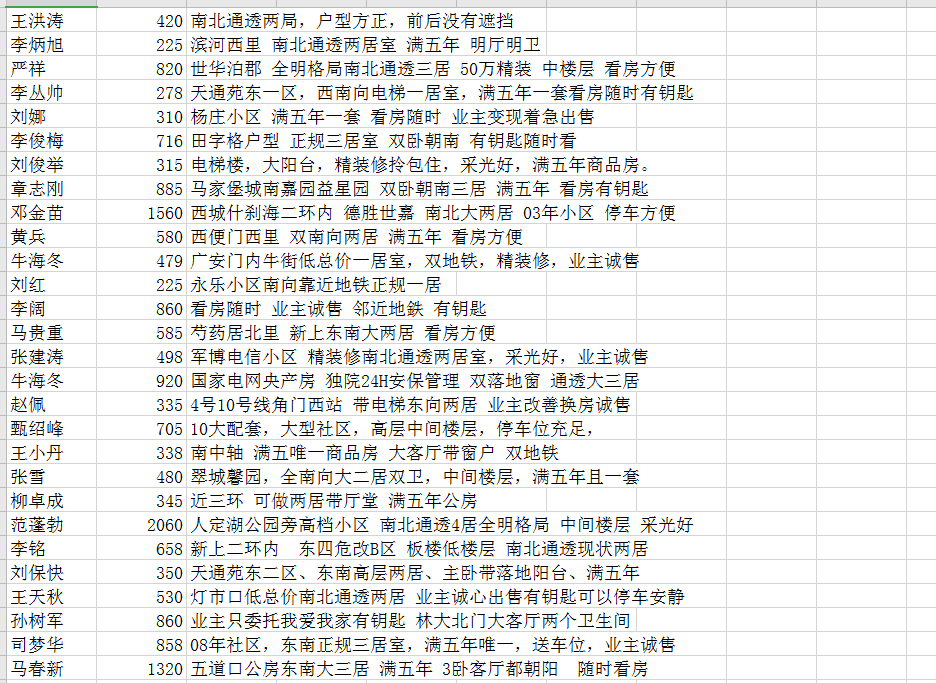 王洪涛 420 南北通透两局，户型方正，前后没有遮挡
李炳旭 225 滨河西里 南北通透两居室 满五年 明厅明卫
严祥 820 世华泊郡 全明格局南北通透三居 50万精装 中楼层 看房方便
李丛帅 278 天通苑东一区，西南向电梯一居室，满五年一套看房随时有钥匙
刘娜 310 杨庄小区 满五年一套 看房随时 业主变现着急出售
李俊梅 716 田字格户型 正规三居室 双卧朝南 有钥匙随时看
刘俊举 315 电梯楼，大阳台，精装修拎包住，采光好，满五年商品房。
章志刚 885 马家堡城南嘉园益星园 双卧朝南三居 满五年 看房有钥匙
邓金苗 1560 西城什刹海二环内 德胜世嘉 南北大两居 03年小区 停车方便
黄兵 580 西便门西里 双南向两居 满五年 看房方便
牛海冬 479 广安门内牛街低总价一居室，双地铁，精装修，业主诚售
刘红 225 永乐小区南向靠近地铁正规一居
李阔 860 看房随时 业主诚售 邻近地鉄 有钥匙
马贵重 585 芍药居北里 新上东南大两居 看房方便
张建涛 498 军博电信小区 精装修南北通透两居室，采光好，业主诚售
牛海冬 920 国家电网央产房 独院24H安保管理 双落地窗 通透大三居
赵佩 335 4号10号线角门西站 带电梯东向两居 业主改善换房诚售
甄绍峰 705 10大配套，大型社区，高层中间楼层，停车位充足，
王小丹 338 南中轴 满五唯一商品房 大客厅带窗户 双地铁
张雪 480 翠城馨园，全南向大二居双卫，中间楼层，满五年且一套
柳卓成 345 近三环 可做两居带厅堂 满五年公房
范蓬勃 2060 人定湖公园旁高档小区 南北通透4居全明格局 中间楼层 采光好
李铭 658 新上二环内 东四危改B区 板楼低楼层 南北通透现状两居
刘保快 350 天通苑东二区、东南高层两居、主卧带落地阳台、满五年
王天秋 530 灯市口低总价南北通透两居 业主诚心出售有钥匙可以停车安静
孙树军 860 业主只委托我爱我家有钥匙 林大北门大客厅两个卫生间
司梦华 858 08年社区，东南正规三居室，满五年唯一，送车位，业主诚售
马春新 1320 五道口公房东南大三居 满五年 3卧客厅都朝阳 随时看房